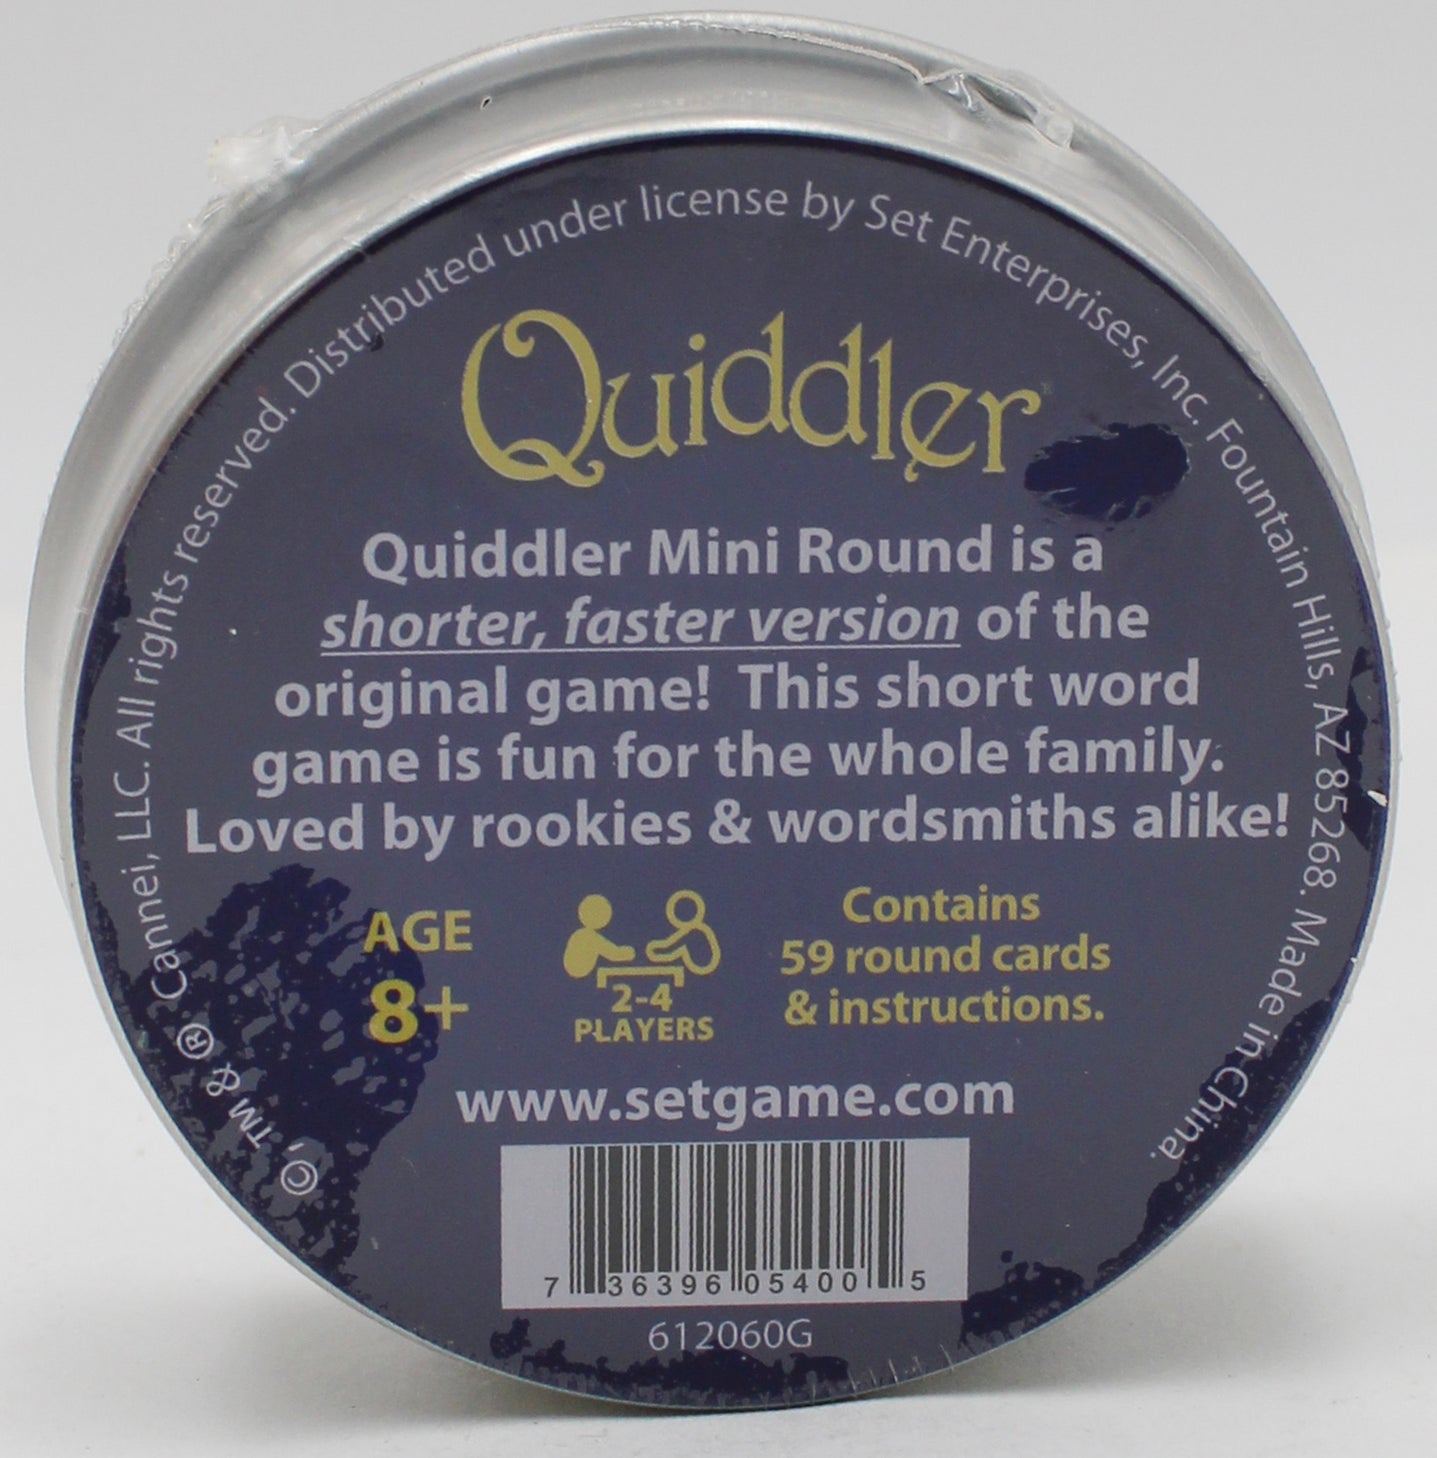 ©, TM & ® Cannei, LLC. All rights reserved. Distributed under license by Set Enterprises, Inc. Fountain Hills, AZ 85268. Made in China.
Quiddler
Quiddler Mini Round is a
shorter, faster version of the
original game! This short word
game is fun for the whole family.
Loved by rookies & wordsmiths alike!
AGE
8+
2-4
PLAYERS
Contains
59 round cards
& instructions.
www.setgame.com
7 36396 05400 5
612060G